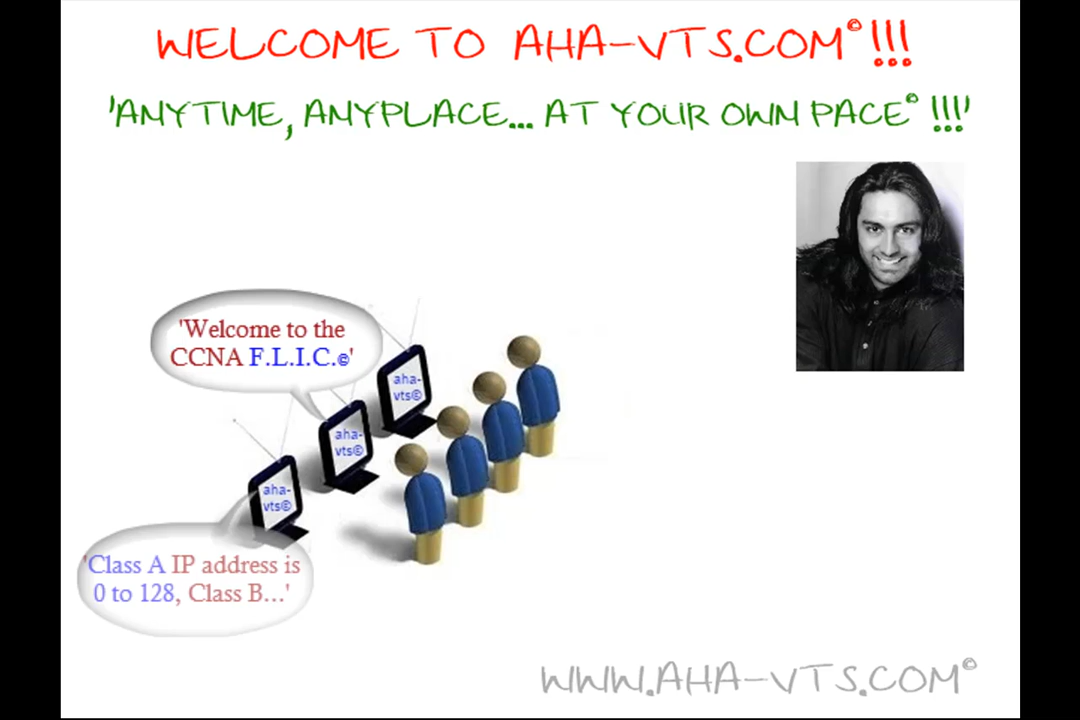 WELCOME TO AHA-VTS.COM©!!!
'ANYTIME, ANYPLACE... AT YOUR OWN PACE© !!!'
'Welcome to the
CCNA F.L.I.C.©'
aha-
vts©
aha-
vts©
aha-
vts©
'Class A IP address is
0 to 128, Class B...'
WWW.AHA-VTS.COM©